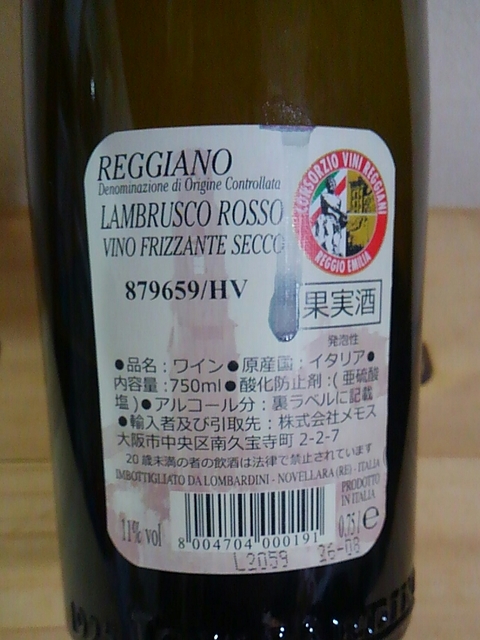 REGGIANO
Denominazione di Origine Controllata
LAMBRUSCO ROSSO
VINO FRIZZANTE SECCO
CONSORZIO VINI REGGIANI
REGGIO EMILIA
879659/HV
果実酒
発泡性
●品名：ワイン●原産国：イタリア●
内容量：750ml●酸化防止剤：(亜硫酸
塩)●アルコール分：裏ラベルに記載
●輸入者及び引取先：株式会社メモス
大阪市中央区南久宝寺町 2-2-7
20歳未満の者の飲酒は法律で禁止されています
IMBOTTIGLIATO DA LOMBARDINI - NOVELLARA (RE) - ITALIA
PRODOTTO
IN ITALIA
11% vol
0,75 l e
8 004704 000191
L2059 26-08